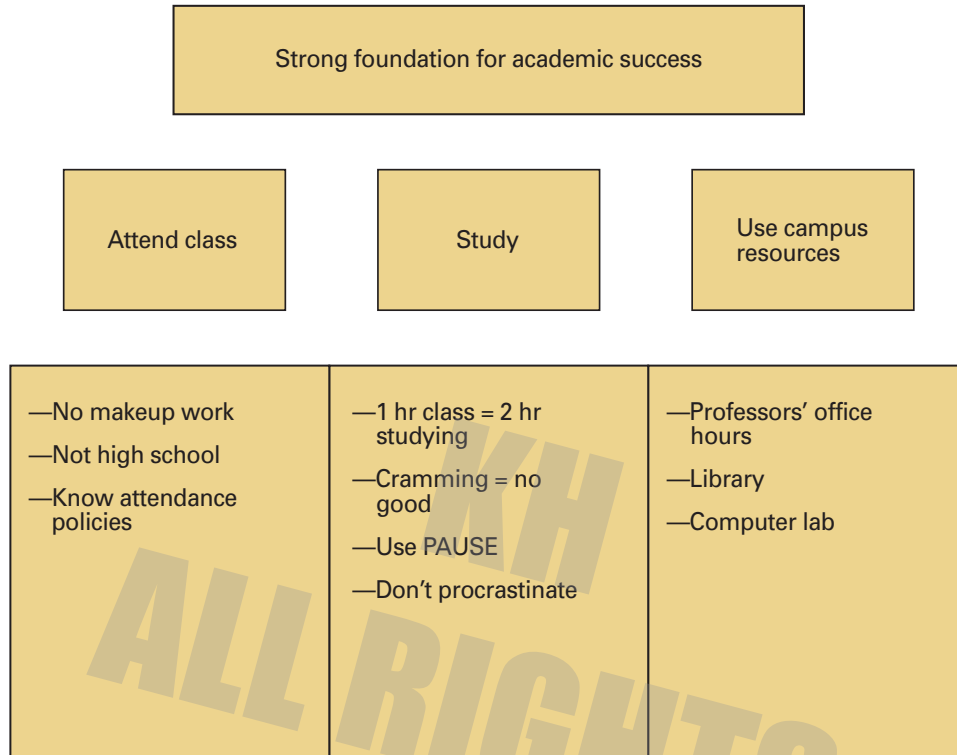 Strong foundation for academic success
Attend class
Study
Use campus
resources
—No makeup work
—Not high school
—Know attendance
policies
—1 hr class = 2 hr
studying
—Cramming = no
good
—Use PAUSE
—Don’t procrastinate
—Professors’ office
hours
—Library
—Computer lab
KH
ALL RIGHTS